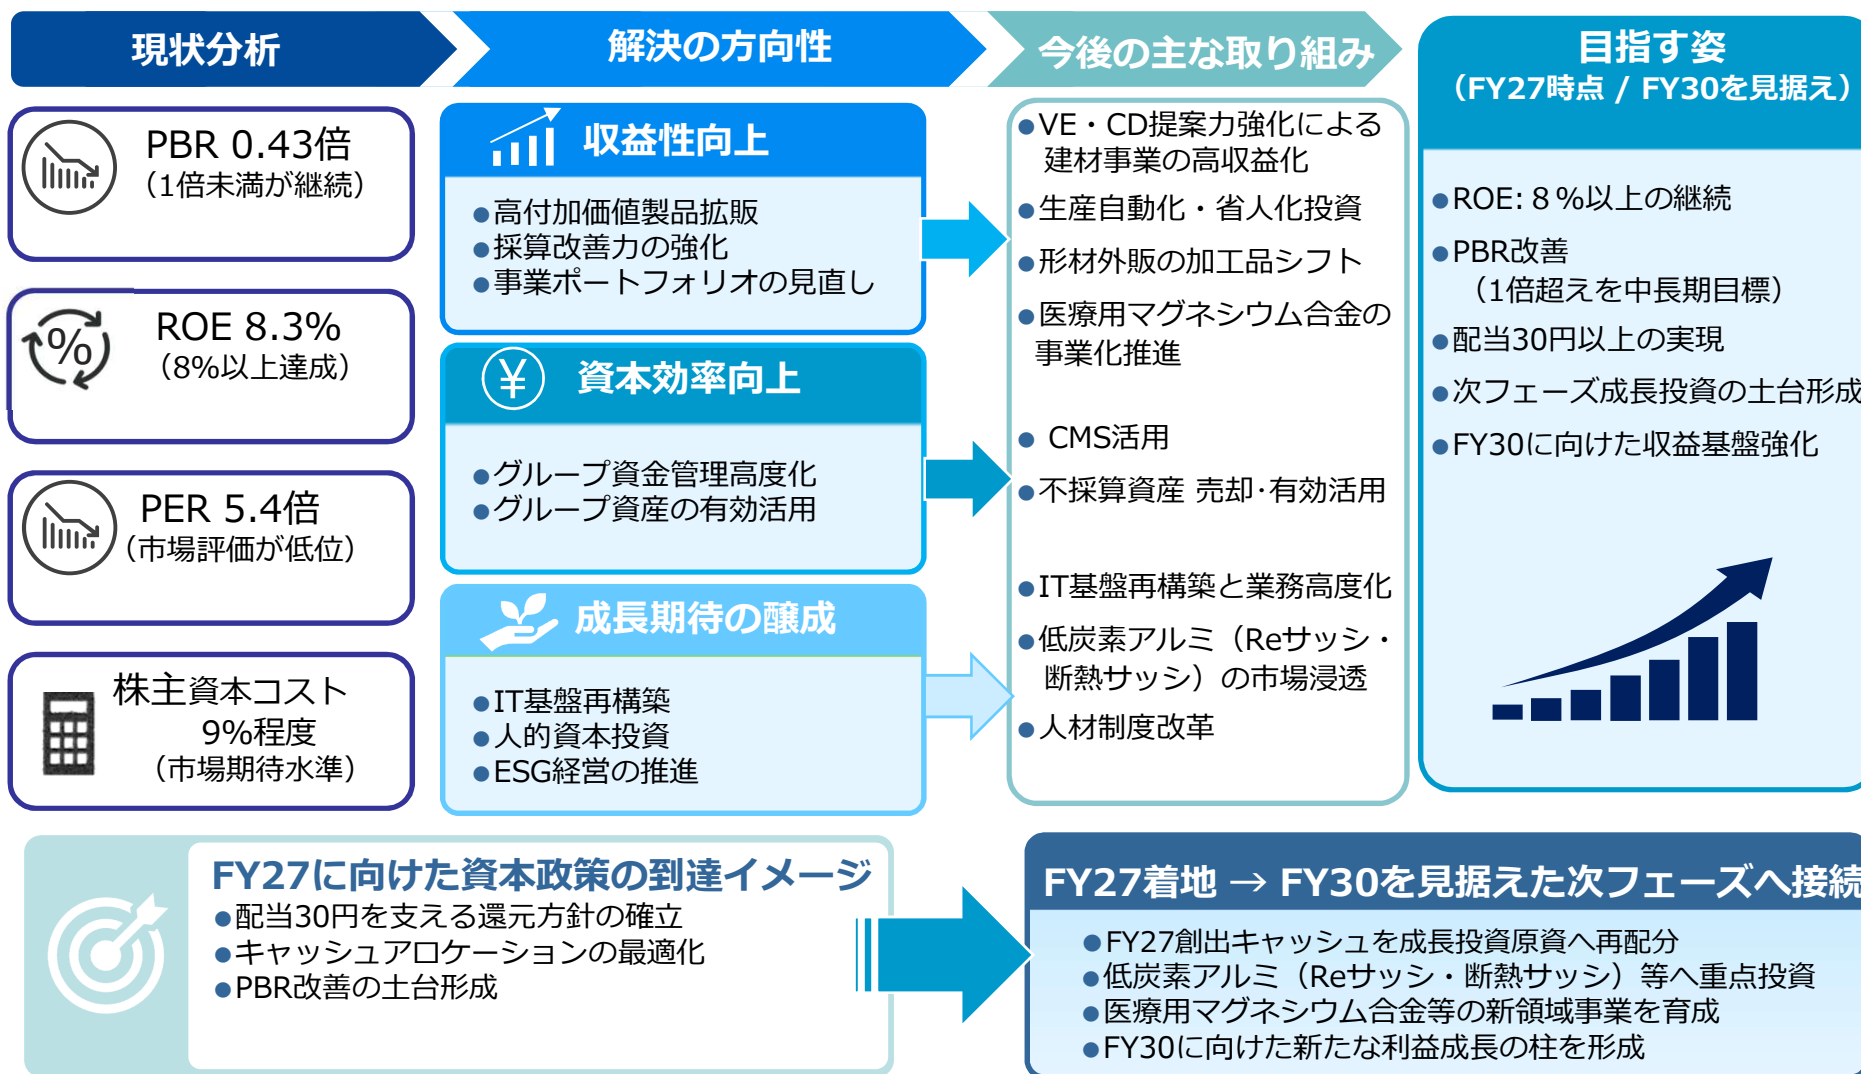 現状分析
解決の方向性
今後の主な取り組み
目指す姿
（FY27時点 / FY30を見据え）
PBR 0.43倍
（1倍未満が継続）
%
ROE 8.3%
（8%以上達成）
PER 5.4倍
（市場評価が低位）
株主資本コスト
9%程度
（市場期待水準）
収益性向上
●高付加価値製品拡販
●採算改善力の強化
●事業ポートフォリオの見直し
¥
資本効率向上
●グループ資金管理高度化
●グループ資産の有効活用
成長期待の醸成
●IT基盤再構築
●人的資本投資
●ESG経営の推進
●VE・CD提案力強化による
建材事業の高収益化
●生産自動化・省人化投資
●形材外販の加工品シフト
●医療用マグネシウム合金の
事業化推進
● CMS活用
●不採算資産 売却･有効活用
●IT基盤再構築と業務高度化
●低炭素アルミ（Reサッシ・
断熱サッシ）の市場浸透
●人材制度改革
●ROE:８%以上の継続
●PBR改善
（1倍超えを中長期目標）
●配当30円以上の実現
●次フェーズ成長投資の土台形成
●FY30に向けた収益基盤強化
FY27に向けた資本政策の到達イメージ
●配当30円を支える還元方針の確立
●キャッシュアロケーションの最適化
●PBR改善の土台形成
FY27着地 → FY30を見据えた次フェーズへ接続
●FY27創出キャッシュを成長投資原資へ再配分
●低炭素アルミ（Reサッシ・断熱サッシ）等へ重点投資
●医療用マグネシウム合金等の新領域事業を育成
●FY30に向けた新たな利益成長の柱を形成